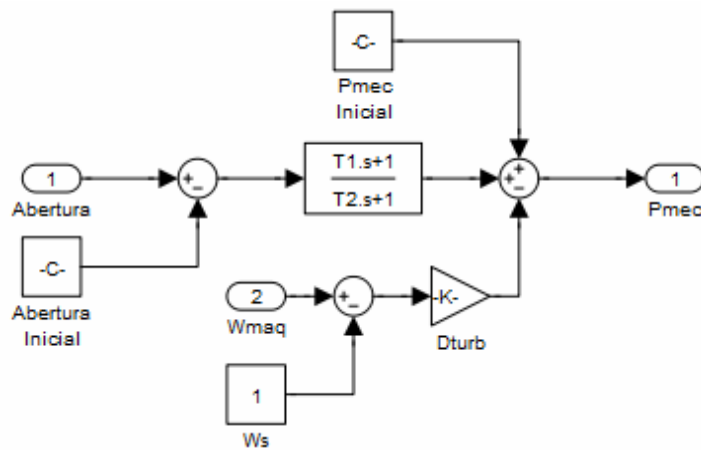 -C-
Pmec
Inicial
1
Abertura
T1.s+1
T2.s+1
1
Pmec
-C-
Abertura
Inicial
2
Wmaq
-K-
Dturb
1
Ws